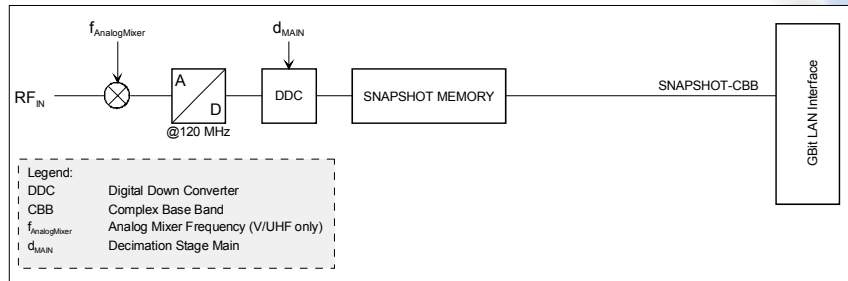 fAnalogMixer
dMAIN
RFIN
A
D
@120 MHz
DDC
SNAPSHOT MEMORY
SNAPSHOT-CBB
GBit LAN Interface
Legend:
DDC Digital Down Converter
CBB Complex Base Band
fAnalogMixer Analog Mixer Frequency (V/UHF only)
dMAIN Decimation Stage Main